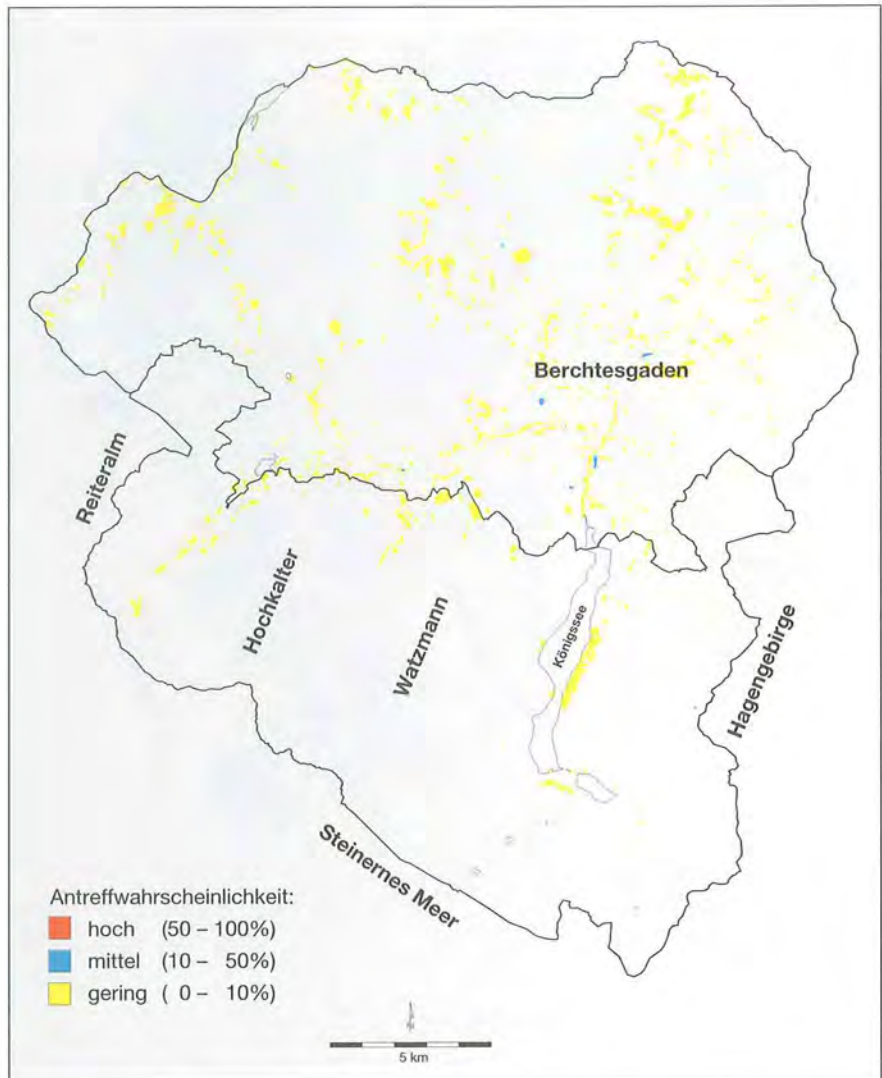 Berchtesgaden
Reiteralm
Hochkalter
Watzmann
Königssee
Hagengebirge
Steinernes Meer
Antreffwahrscheinlichkeit:
hoch (50 – 100%)
mittel (10 – 50%)
gering ( 0 – 10%)
5 km